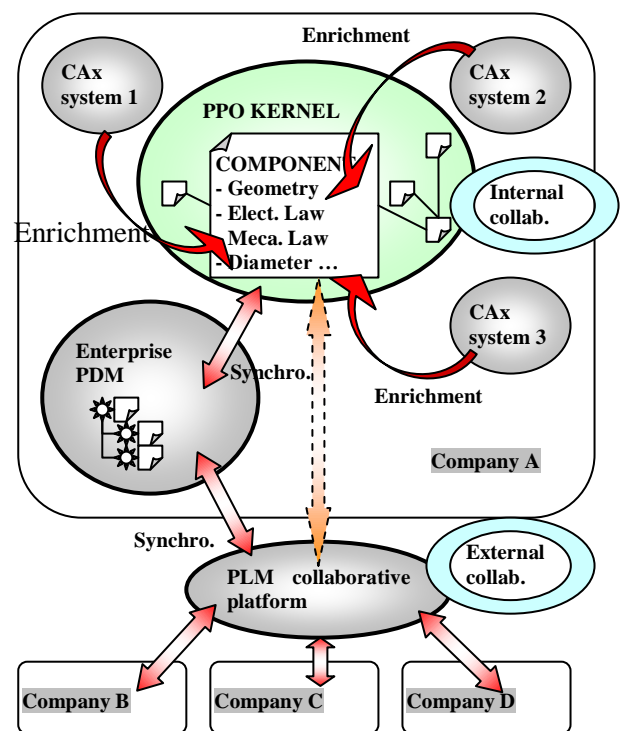 Enrichment
CAx
system 1
CAx
system 2
PPO KERNEL
COMPONENT
- Geometry
- Elect. Law
Meca. Law
- Diameter ...
Internal
collab.
Enrichment
CAx
system 3
Enterprise
PDM
Synchro.
Enrichment
Company A
Synchro.
External
collab.
PLM collaborative
platform
Company B
Company C
Company D